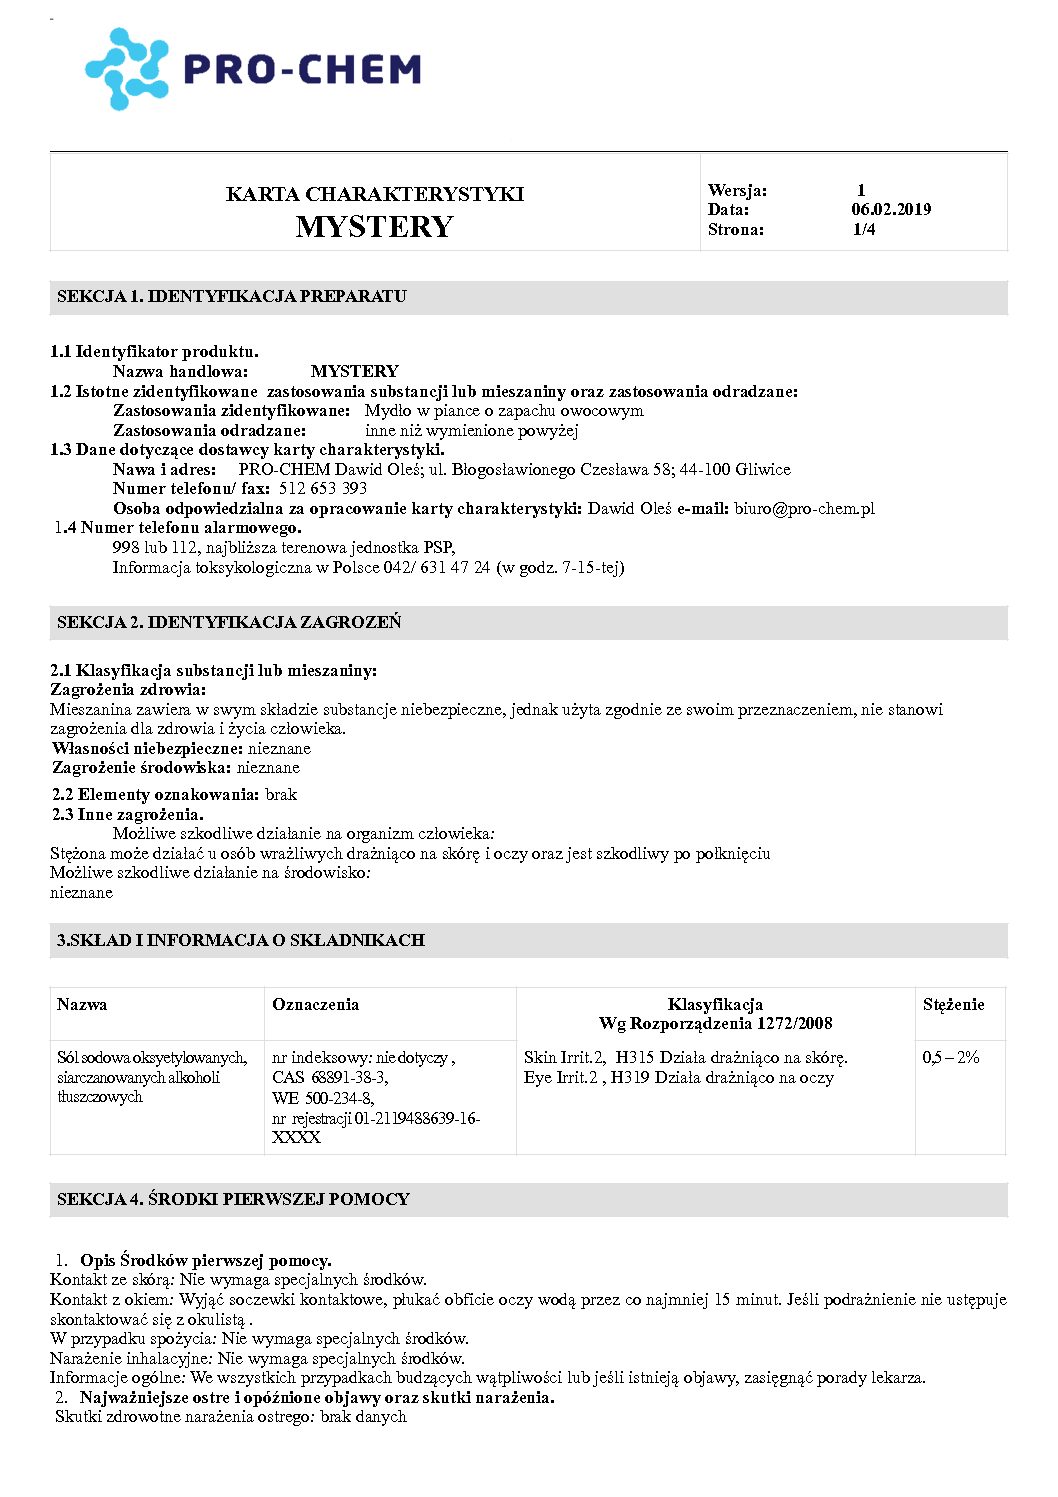 PRO-CHEM
KARTA CHARAKTERYSTYKI
MYSTERY
Wersja: 1
Data: 06.02.2019
Strona: 1/4
SEKCJA 1. IDENTYFIKACJA PREPARATU
1.1 Identyfikator produktu.
Nazwa handlowa: MYSTERY
1.2 Istotne zidentyfikowane zastosowania substancji lub mieszaniny oraz zastosowania odradzane:
Zastosowania zidentyfikowane: Mydło w piance o zapachu owocowym
Zastosowania odradzane: inne niż wymienione powyżej
1.3 Dane dotyczące dostawcy karty charakterystyki.
Nawa i adres: PRO-CHEM Dawid Oleś; ul. Błogosławionego Czesława 58; 44-100 Gliwice
Numer telefonu/ fax: 512 653 393
Osoba odpowiedzialna za opracowanie karty charakterystyki: Dawid Oleś e-mail: biuro@pro-chem.pl
1.4 Numer telefonu alarmowego.
998 lub 112, najbliższa terenowa jednostka PSP,
Informacja toksykologiczna w Polsce 042/ 631 47 24 (w godz. 7-15-tej)
SEKCJA 2. IDENTYFIKACJA ZAGROZEŃ
2.1 Klasyfikacja substancji lub mieszaniny:
Zagrożenia zdrowia:
Mieszanina zawiera w swym składzie substancje niebezpieczne, jednak użyta zgodnie ze swoim przeznaczeniem, nie stanowi
zagrożenia dla zdrowia i życia człowieka.
Własności niebezpieczne: nieznane
Zagrożenie środowiska: nieznane
2.2 Elementy oznakowania: brak
2.3 Inne zagrożenia.
Możliwe szkodliwe działanie na organizm człowieka:
Stężona może działać u osób wrażliwych drażniąco na skórę i oczy oraz jest szkodliwy po połknięciu
Możliwe szkodliwe działanie na środowisko:
nieznane
3.SKŁAD I INFORMACJA O SKŁADNIKACH
Nazwa
Oznaczenia
Klasyfikacja
Wg Rozporządzenia 1272/2008
Stężenie
Sól sodowa oksyetylowanych,
siarczanowanych alkoholi
tłuszczowych
nr indeksowy: nie dotyczy ,
CAS 68891-38-3,
WE 500-234-8,
nr rejestracji 01-2119488639-16-
XXXX
Skin Irrit.2, H315 Działa drażniąco na skórę.
Eye Irrit.2 , H319 Działa drażniąco na oczy
0,5 – 2%
SEKCJA 4. ŚRODKI PIERWSZEJ POMOCY
1. Opis Środków pierwszej pomocy.
Kontakt ze skórą: Nie wymaga specjalnych środków.
Kontakt z okiem: Wyjąć soczewki kontaktowe, płukać obficie oczy wodą przez co najmniej 15 minut. Jeśli podrażnienie nie ustępuje
skontaktować się z okulistą .
W przypadku spożycia: Nie wymaga specjalnych środków.
Narażenie inhalacyjne: Nie wymaga specjalnych środków.
Informacje ogólne: We wszystkich przypadkach budzących wątpliwości lub jeśli istnieją objawy, zasięgnąć porady lekarza.
2. Najważniejsze ostre i opóźnione objawy oraz skutki narażenia.
Skutki zdrowotne narażenia ostrego: brak danych